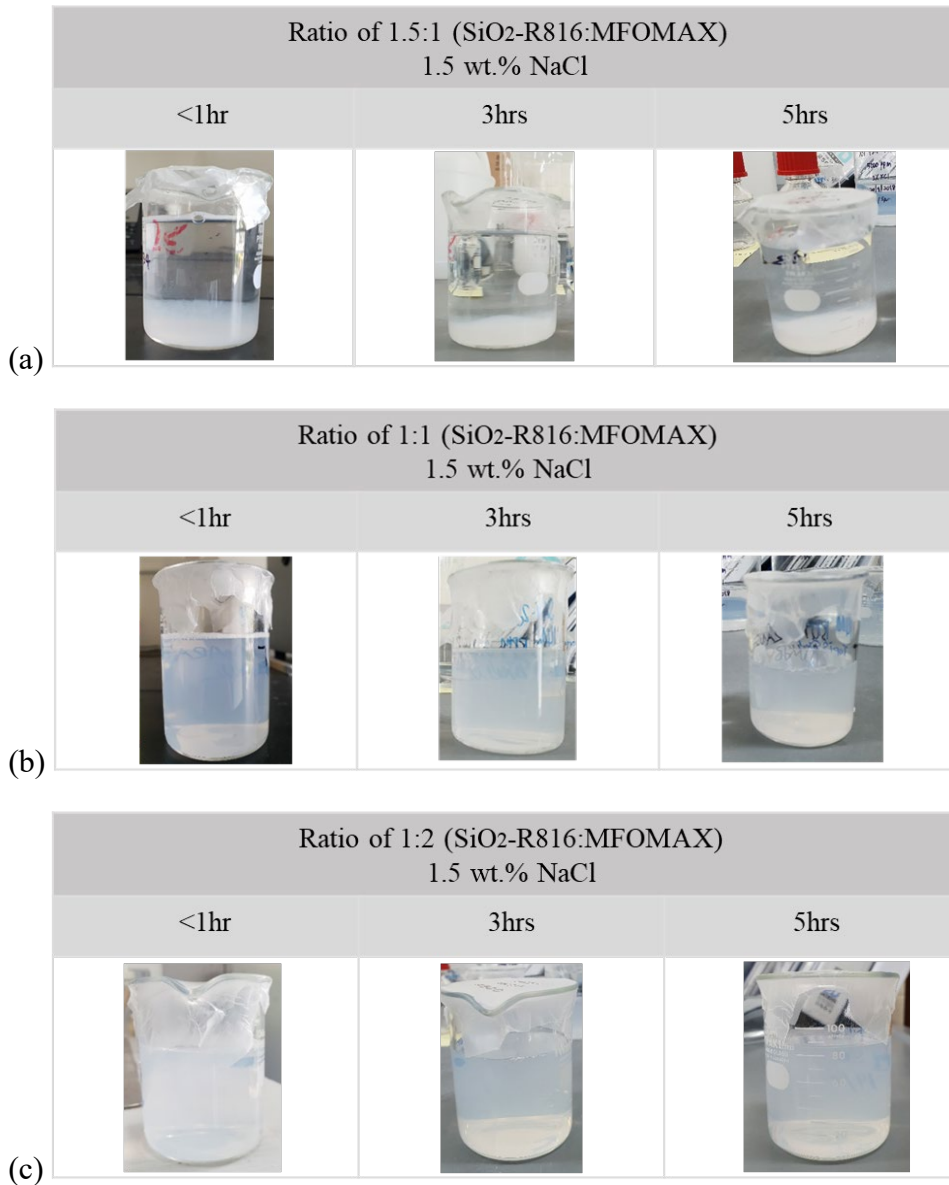 Ratio of 1.5:1 (SiO2-R816:MFOMAX)
1.5 wt.% NaCl
<1hr 3hrs 5hrs
(a)
Ratio of 1:1 (SiO2-R816:MFOMAX)
1.5 wt.% NaCl
<1hr 3hrs 5hrs
(b)
Ratio of 1:2 (SiO2-R816:MFOMAX)
1.5 wt.% NaCl
<1hr 3hrs 5hrs
100
80
(c)